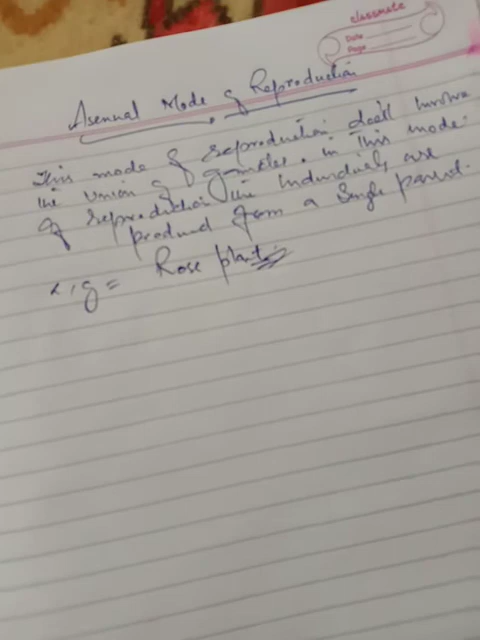 classmate
Date
Page
Asexual Mode of Reproduction
This mode of reproduction does't involve
the union of gametes. in This mode
of reproduction the individuals are
produced from a single parent.
e.g = Rose plant